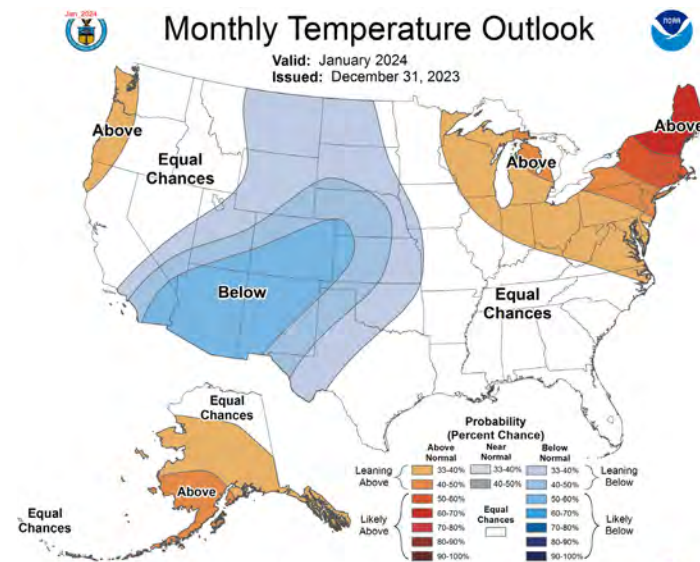 Jan_2024
Monthly Temperature Outlook
NOAA
Valid: January 2024
Issued: December 31, 2023
Above
Equal
Chances
Above
Above
Below
Equal
Chances
Equal
Chances
Above
Equal
Chances
Probability
(Percent Chance)
Above
Normal
Near
Normal
Below
Normal
Leaning
Above
33-40%
33-40%
33-40%
Leaning
Below
40-50%
40-50%
40-50%
Likely
Above
50-60%
50-60%
Likely
Below
60-70%
Equal
Chances
60-70%
70-80%
70-80%
80-90%
80-90%
90-100%
90-100%